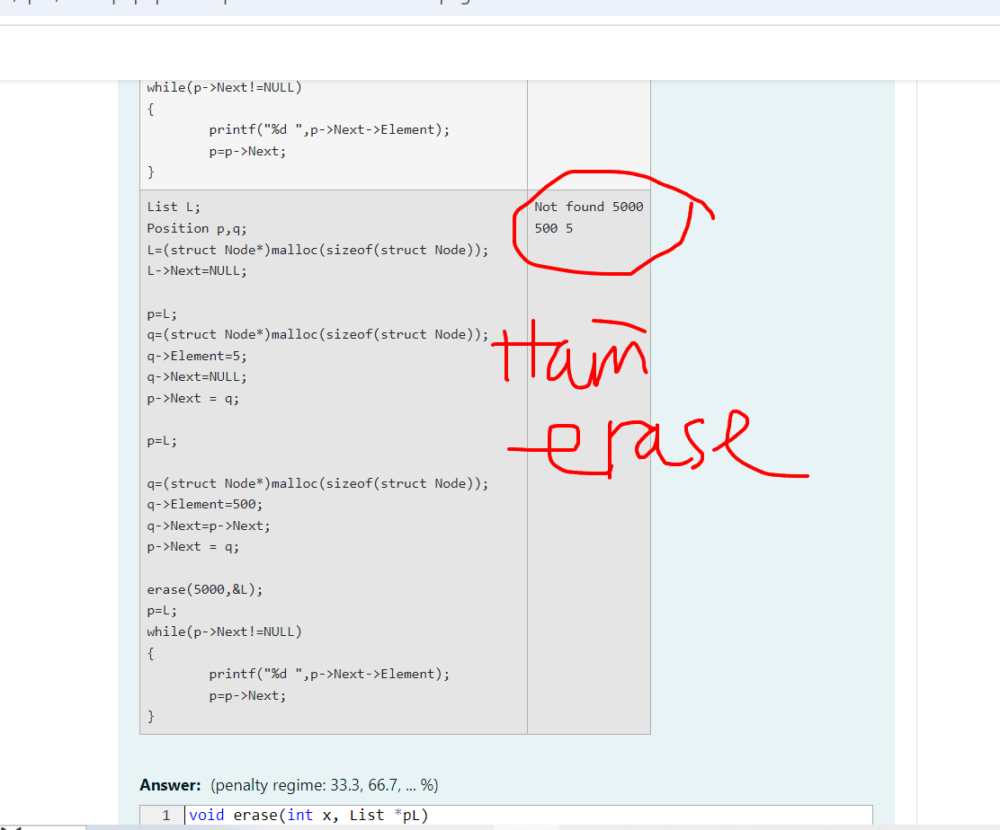 while(p->Next!=NULL)
{
printf("%d ",p->Next->Element);
p=p->Next;
}
List L;
Position p,q;
L=(struct Node*)malloc(sizeof(struct Node));
L->Next=NULL;
p=L;
q=(struct Node*)malloc(sizeof(struct Node));
q->Element=5;
q->Next=NULL;
p->Next = q;
p=L;
q=(struct Node*)malloc(sizeof(struct Node));
q->Element=500;
q->Next=p->Next;
p->Next = q;
erase(5000,&L);
p=L;
while(p->Next!=NULL)
{
printf("%d ",p->Next->Element);
p=p->Next;
}
Not found 5000
500 5
Ham
erase
Answer: (penalty regime: 33.3, 66.7, ... %)
1 void erase(int x, List *pL)